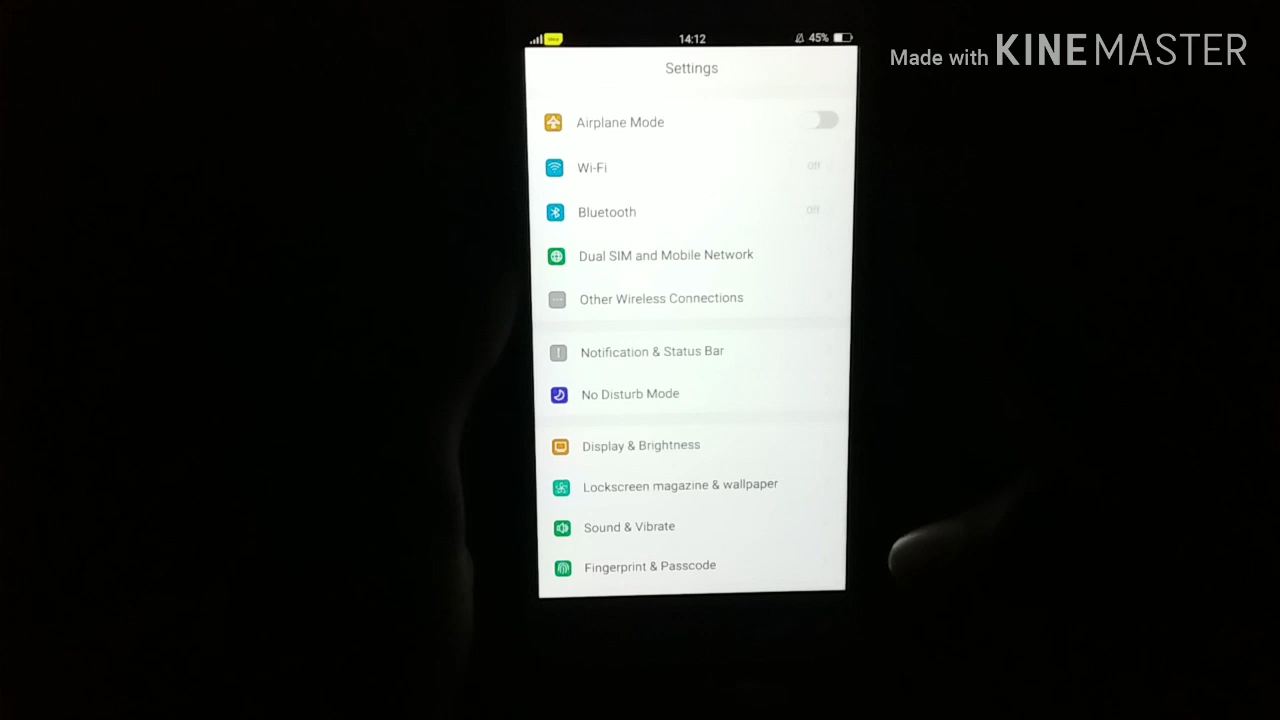 14:12
45%
Made with KINEMASTER
Settings
Airplane Mode
Wi-Fi
Off
Bluetooth
Off
Dual SIM and Mobile Network
Other Wireless Connections
Notification & Status Bar
No Disturb Mode
Display & Brightness
Lockscreen magazine & wallpaper
Sound & Vibrate
Fingerprint & Passcode